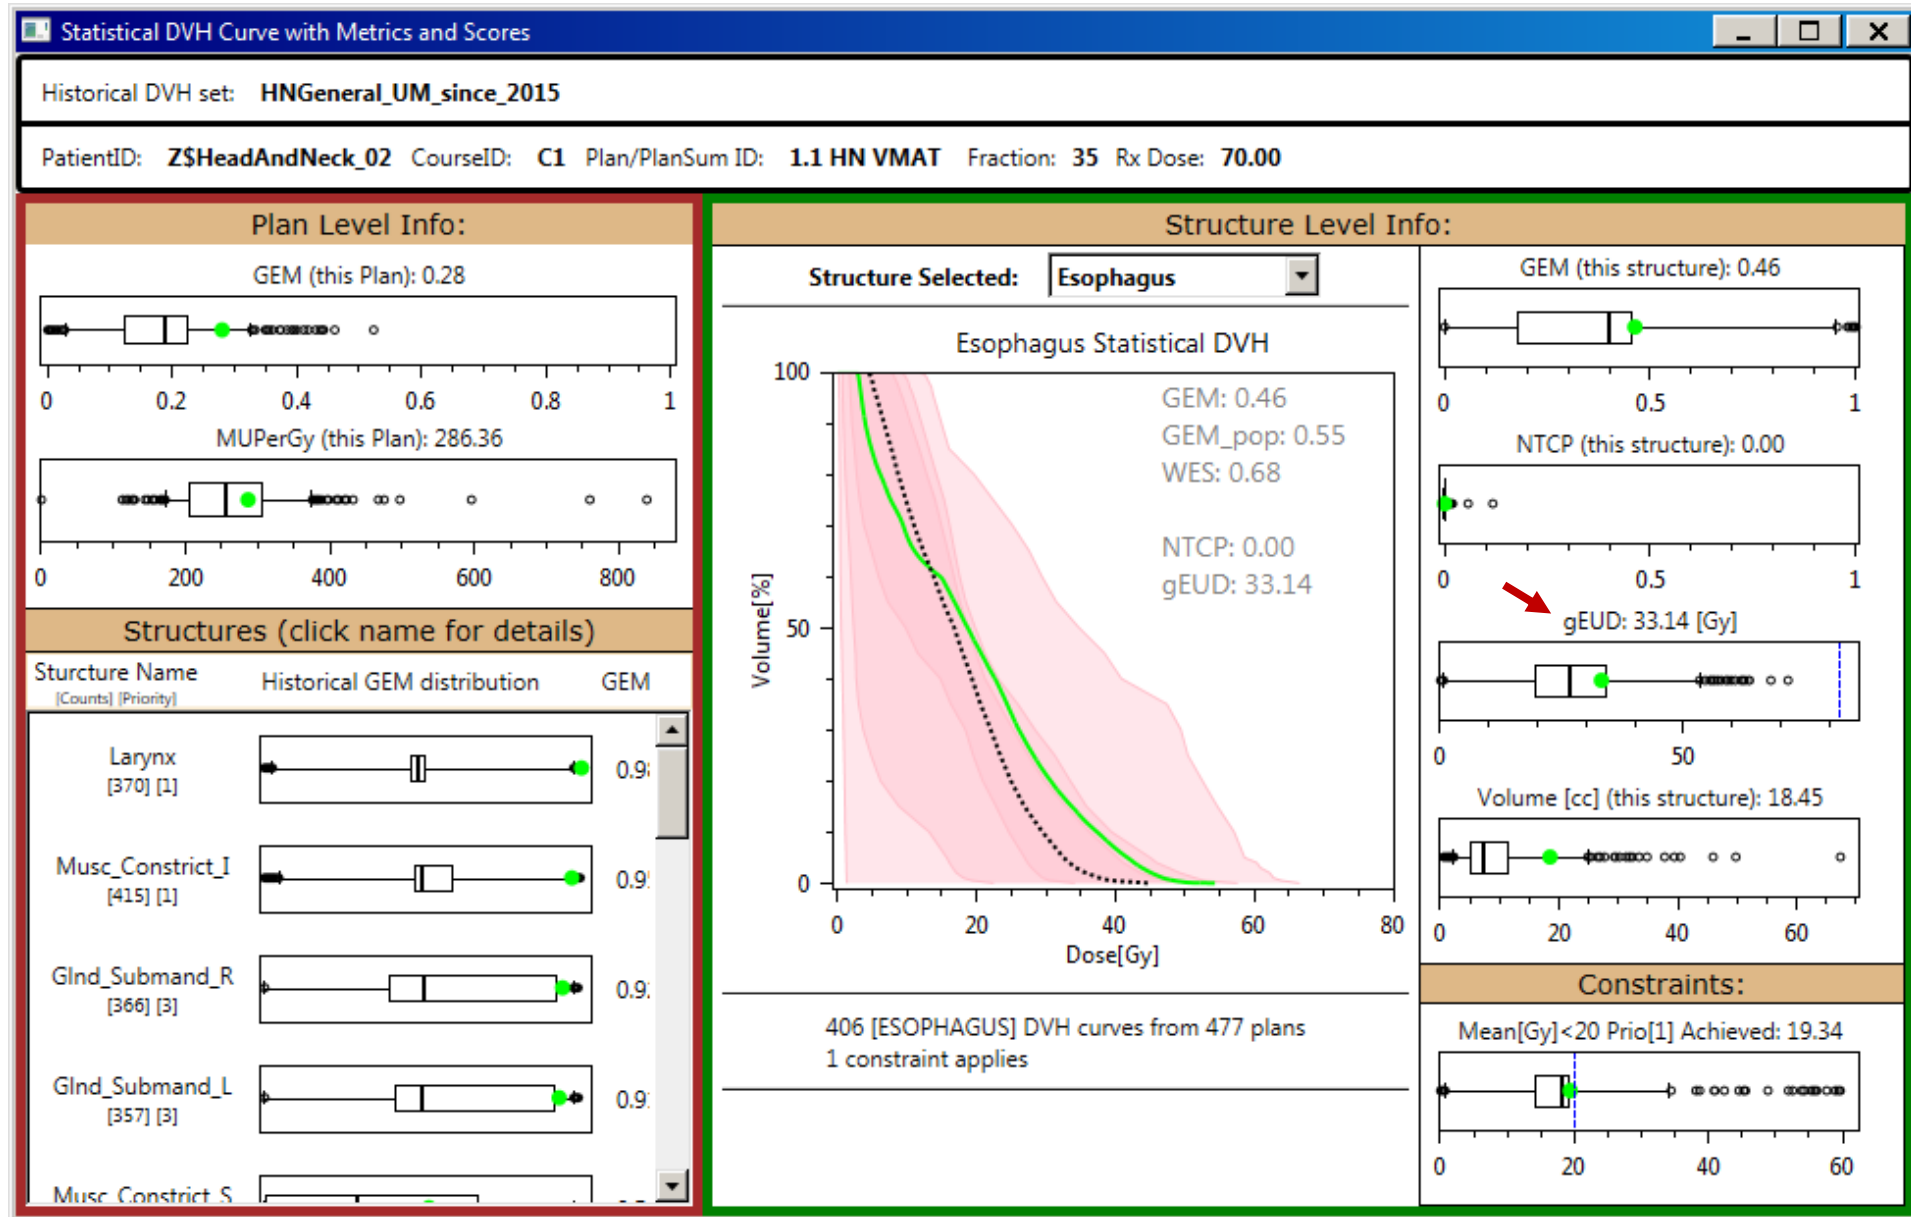 Statistical DVH Curve with Metrics and Scores
Historical DVH set: HNGeneral_UM_since_2015
PatientID: Z$HeadAndNeck_02 CourseID: C1 Plan/PlanSum ID: 1.1 HN VMAT Fraction: 35 Rx Dose: 70.00
Plan Level Info:
GEM (this Plan): 0.28
0 0.2 0.4 0.6 0.8 1
MUPerGy (this Plan): 286.36
0 200 400 600 800
Structures (click name for details)
Sturcture Name Historical GEM distribution GEM
[Counts] [Priority]
Larynx
[370] [1]
Musc_Constrict_I
[415] [1]
Glnd_Submand_R
[366] [3]
Glnd_Submand_L
[357] [3]
Musc_Constrict_S
Structure Level Info:
Structure Selected: Esophagus
Esophagus Statistical DVH
GEM: 0.46
GEM_pop: 0.55
WES: 0.68
NTCP: 0.00
gEUD: 33.14
Volume[%]
100
50
0
0 20 40 60 80
Dose[Gy]
406 [ESOPHAGUS] DVH curves from 477 plans
1 constraint applies
GEM (this structure): 0.46
0 0.5 1
NTCP (this structure): 0.00
0 0.5 1
gEUD: 33.14 [Gy]
0 50
Volume [cc] (this structure): 18.45
0 20 40 60
Constraints:
Mean[Gy]<20 Prio[1] Achieved: 19.34
0 20 40 60